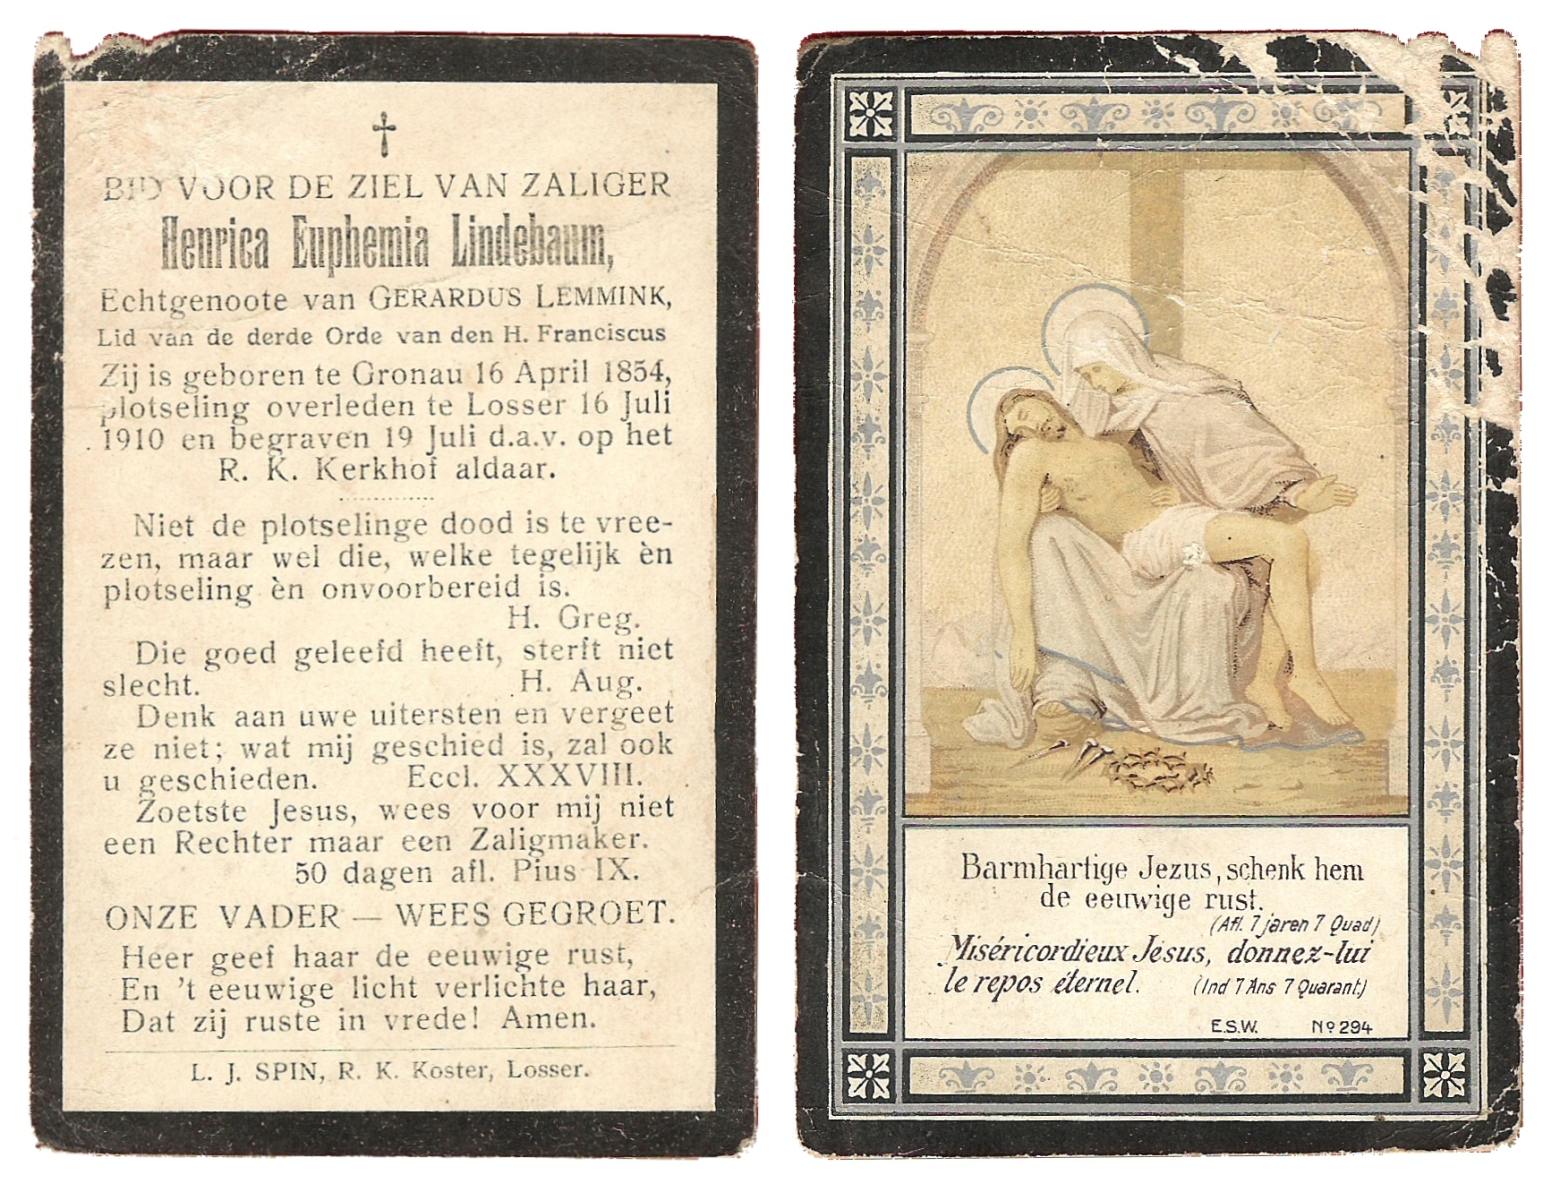 BID VOOR DE ZIEL VAN ZALIGER
Henrica Euphemia Lindebaum,
Echtgenoote van GERARDUS LEMMINK,
Lid van de derde Orde van den H. Franciscus
Zij is geboren te Gronau 16 April 1854,
plotseling overleden te Losser 16 Juli
1910 en begraven 19 Juli d.a.v. op het
R. K. Kerkhof aldaar.
Niet de plotselinge dood is te vree-
zen, maar wel die, welke tegelijk èn
plotseling èn onvoorbereid is.
H. Greg.
Die goed geleefd heeft, sterft niet
slecht. H. Aug.
Denk aan uwe uitersten en vergeet
ze niet; wat mij geschied is, zal ook
u geschieden. Eccl. XXXVIII.
Zoetste Jesus, wees voor mij niet
een Rechter maar een Zaligmaker.
50 dagen afl. Pius IX.
ONZE VADER — WEES GEGROET.
Heer geef haar de eeuwige rust,
En 't eeuwige licht verlichte haar,
Dat zij ruste in vrede! Amen.
L. J. SPIN, R. K. Koster, Losser.
Barmhartige Jezus, schenk hem
de eeuwige rust.
(Afl. 7 jaren 7 Quad)
Miséricordieux Jesus, donnez-lui
le repos éternel. (Ind 7 Ans 7 Quarant)
E.S.W. Nº 294